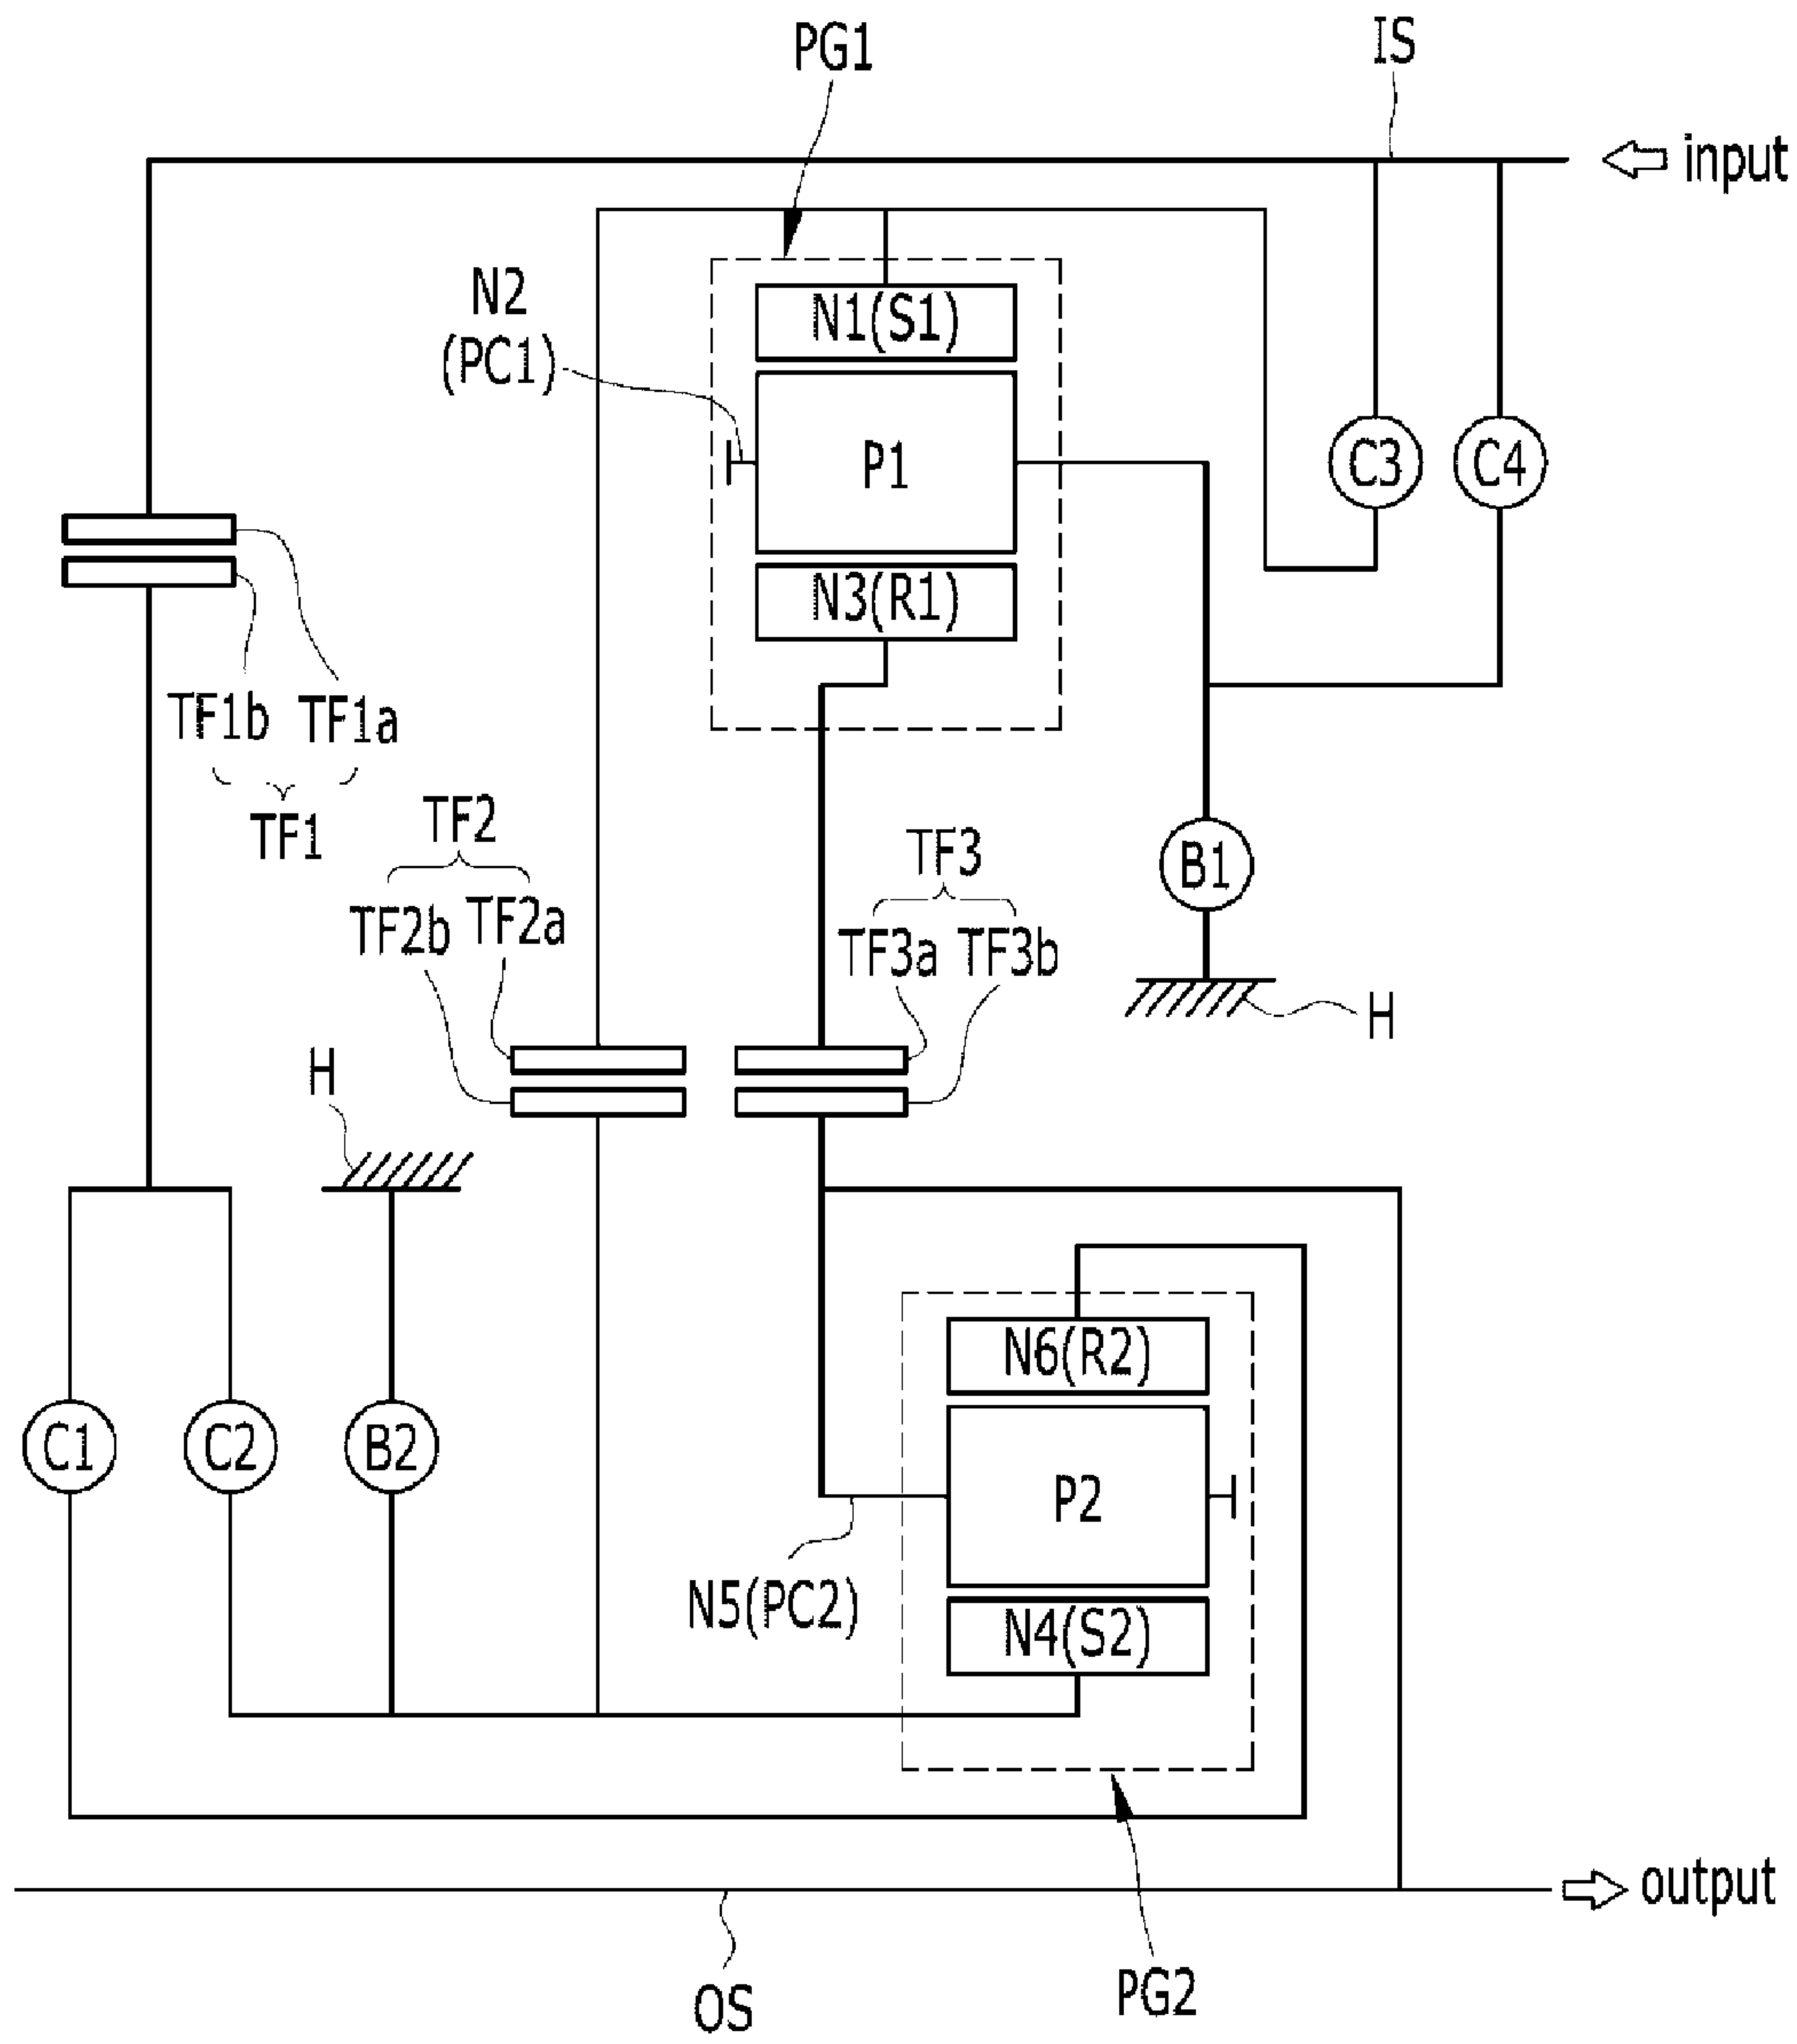 PG1
IS
input
N2
(PC1)
N1(S1)
P1
C3
C4
N3(R1)
TF1b
TF1a
TF1
TF2
TF2b
TF2a
TF3
TF3a
TF3b
B1
H
H
N6(R2)
C1
C2
B2
P2
N5(PC2)
N4(S2)
output
OS
PG2